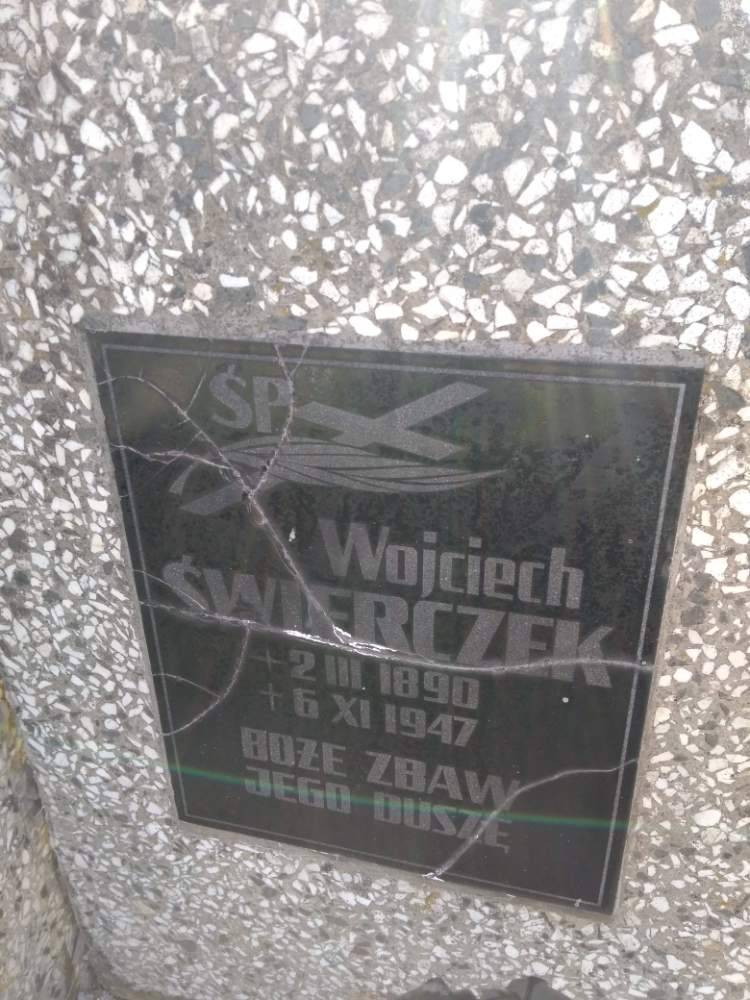 ŚP
Wojciech
ŚWIERCZEK
+ 2 III 1890
+ 6 XI 1947
BOŻE ZBAW
JEGO DUSZĘ